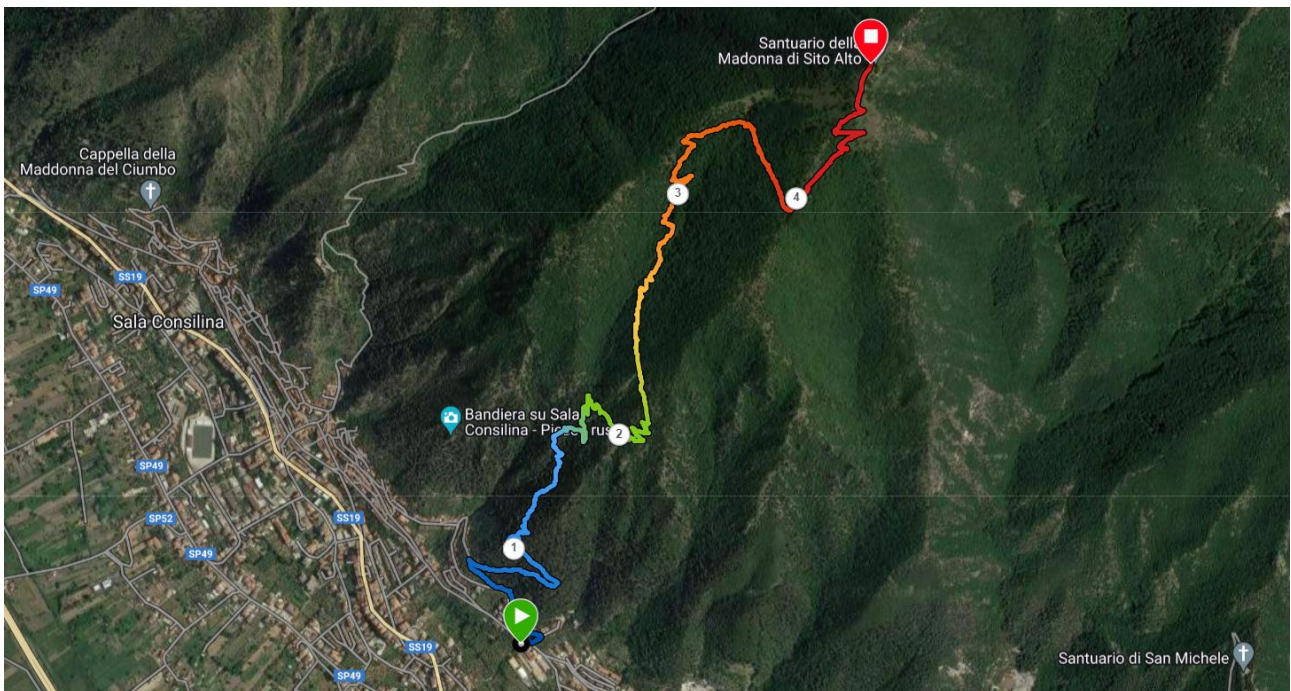 Santuario della
Madonna di Sito Alto
Cappella della
Maddonna del Ciumbo
3
4
SS19
SP49
Sala Consilina
Bandiera su Sala
Consilina -
2
SP49
SP52
SS19
SP49
1
SS19
SP49
Santuario di San Michele